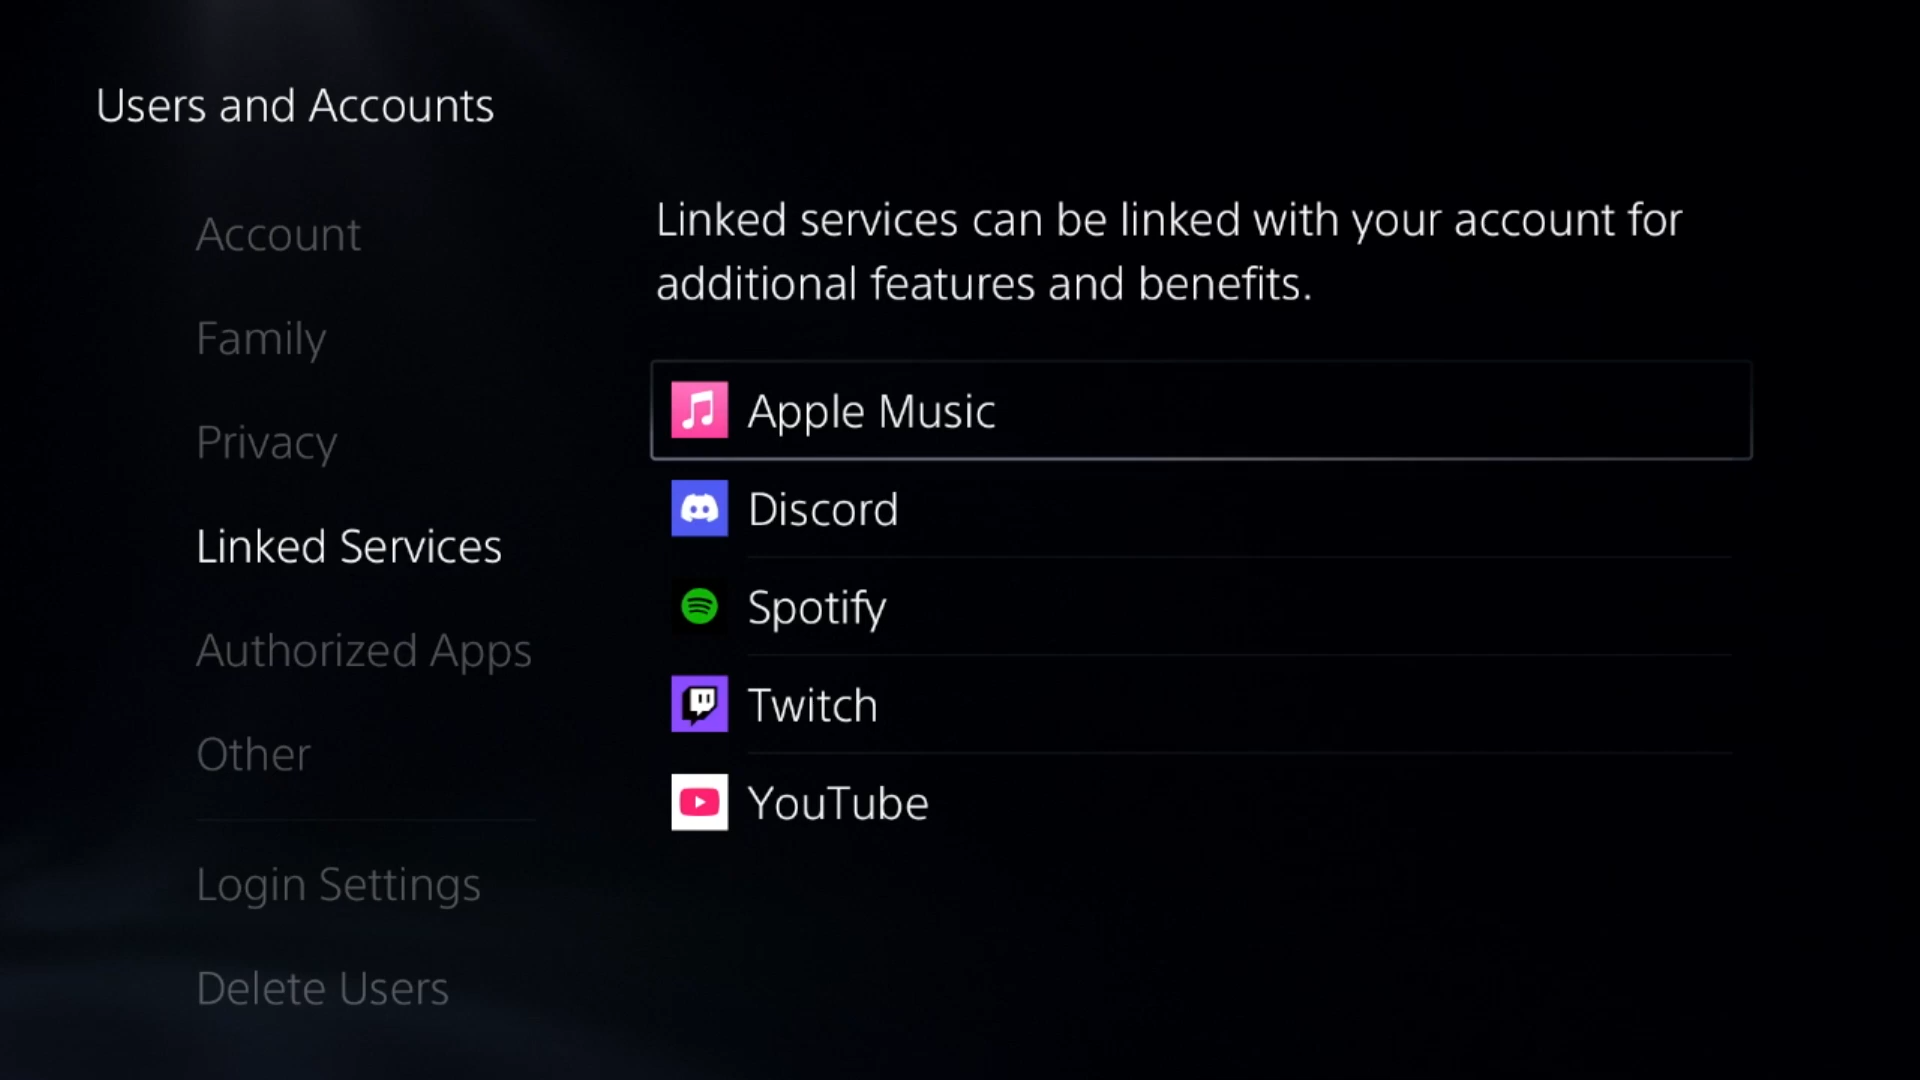 Users and Accounts
Account
Family
Privacy
Linked Services
Authorized Apps
Other
Login Settings
Delete Users
Linked services can be linked with your account for
additional features and benefits.
Apple Music
Discord
Spotify
Twitch
YouTube